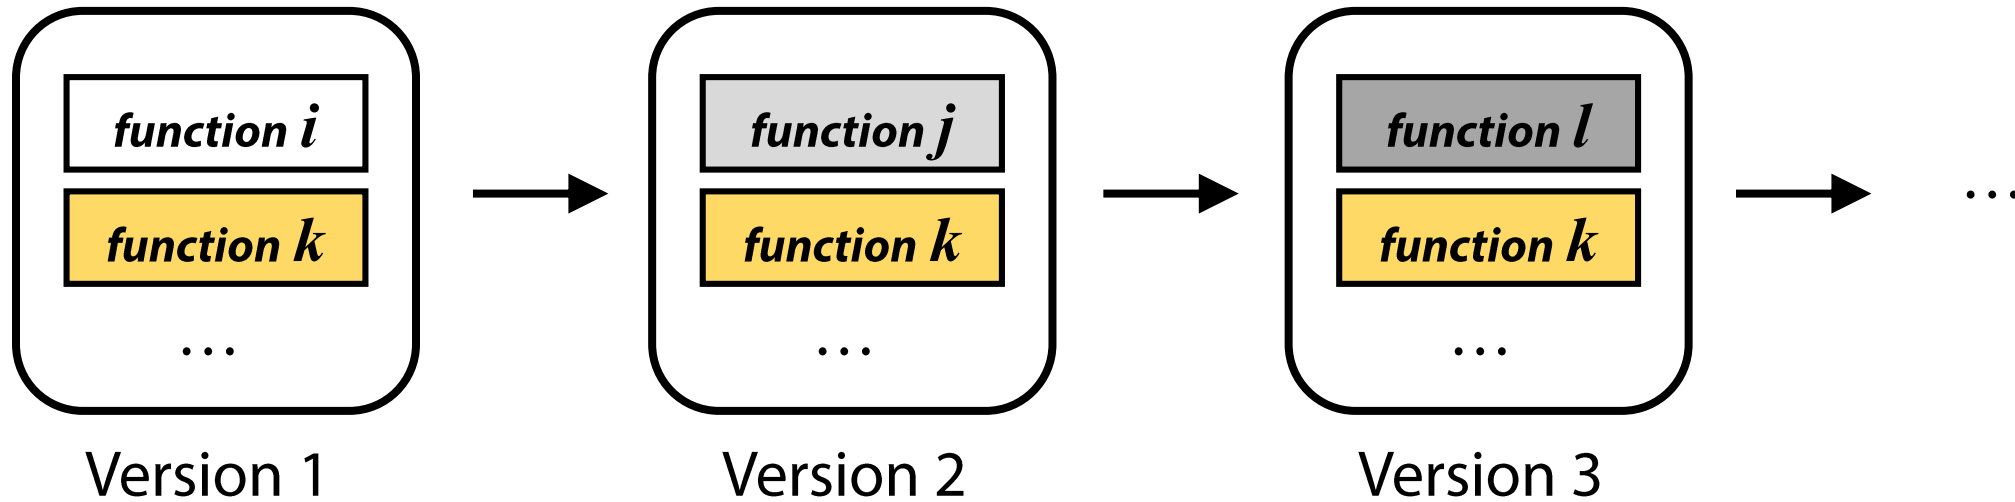 function i
function k
...
Version 1
function j
function k
...
Version 2
function l
function k
...
Version 3
...